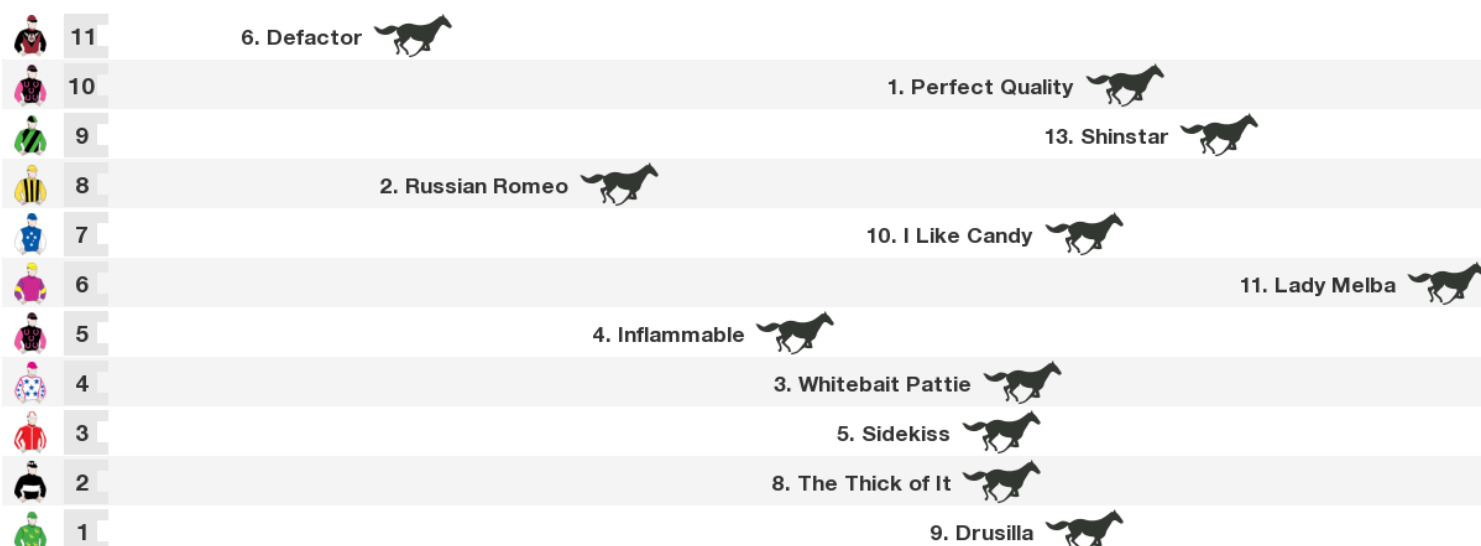 11 6. Defactor
10 1. Perfect Quality
9 13. Shinstar
8 2. Russian Romeo
7 10. I Like Candy
6 11. Lady Melba
5 4. Inflammable
4 3. Whitebait Pattie
3 5. Sidekiss
2 8. The Thick of It
1 9. Drusilla